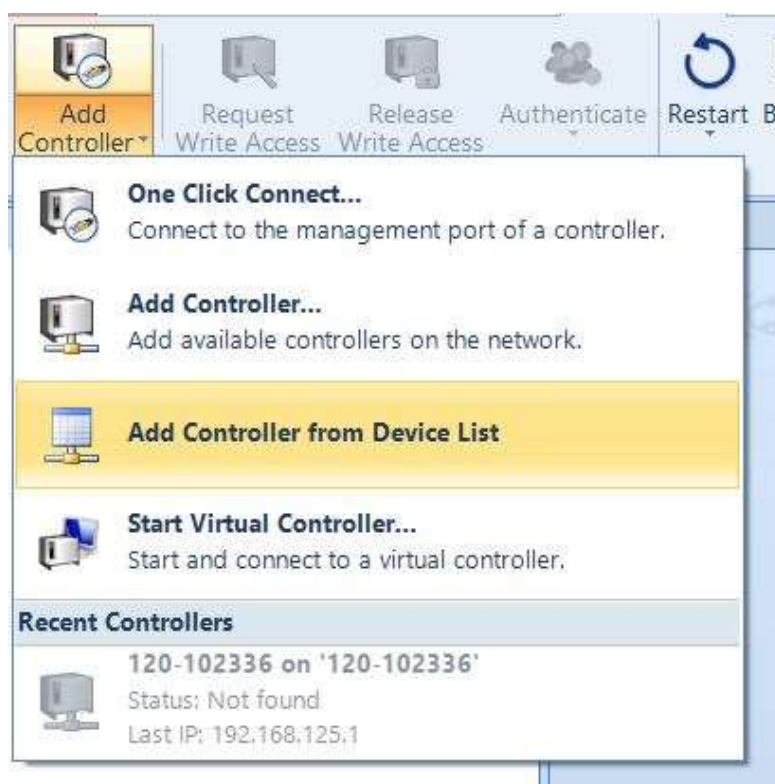 Add
Controller
Request
Write Access
Release
Write Access
Authenticate
Restart
B
One Click Connect...
Connect to the management port of a controller.
Add Controller...
Add available controllers on the network.
Add Controller from Device List
Start Virtual Controller...
Start and connect to a virtual controller.
Recent Controllers
120-102336 on '120-102336'
Status: Not found
Last IP: 192.168.125.1